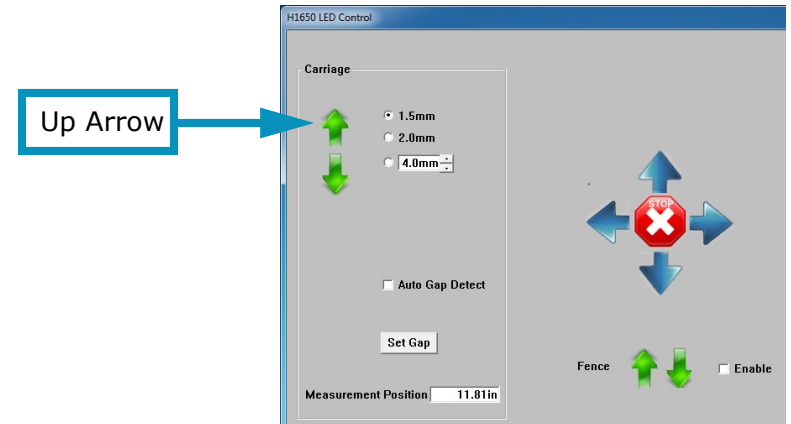 H1650 LED Control
Carriage
Up Arrow
1.5mm
2.0mm
4.0mm
STOP
Auto Gap Detect
Set Gap
Fence
Enable
Measurement Position 11.81in